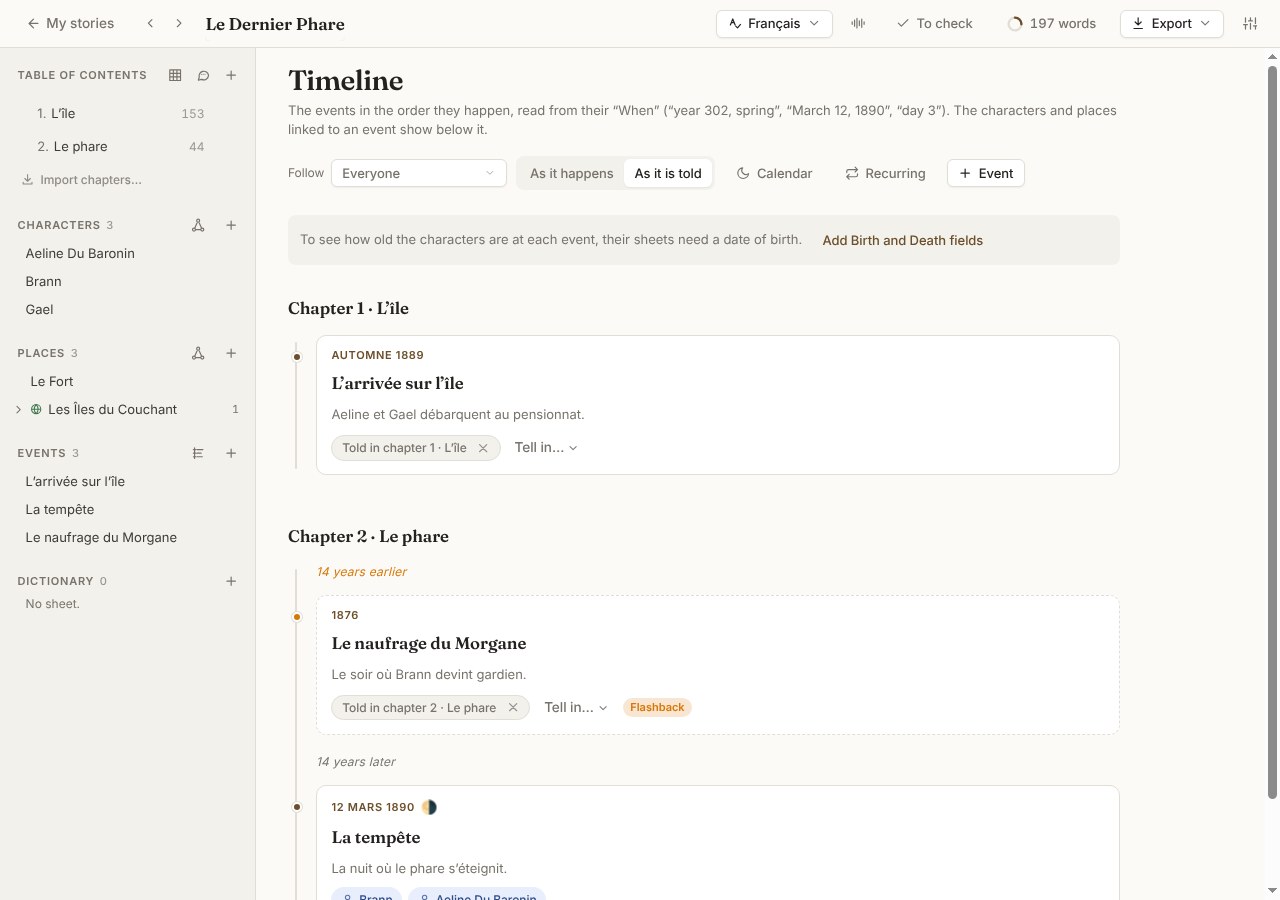 My stories
Le Dernier Phare
Français
To check
197 words
Export
TABLE OF CONTENTS
1. L’île 153
2. Le phare 44
Import chapters...
CHARACTERS 3
Aeline Du Baronin
Brann
Gael
PLACES 3
Le Fort
Les Îles du Couchant 1
EVENTS 3
L’arrivée sur l’île
La tempête
Le naufrage du Morgane
DICTIONARY 0
No sheet.
Timeline
The events in the order they happen, read from their “When” (“year 302, spring”, “March 12, 1890”, “day 3”). The characters and places
linked to an event show below it.
Follow Everyone As it happens As it is told Calendar Recurring + Event
To see how old the characters are at each event, their sheets need a date of birth. Add Birth and Death fields
Chapter 1 · L’île
AUTOMNE 1889
L’arrivée sur l’île
Aeline et Gael débarquent au pensionnat.
Told in chapter 1 · L’île Tell in...
Chapter 2 · Le phare
14 years earlier
1876
Le naufrage du Morgane
Le soir où Brann devint gardien.
Told in chapter 2 · Le phare Tell in... Flashback
14 years later
12 MARS 1890
La tempête
La nuit où le phare s’éteignit.
Brann Aeline Du Baronin